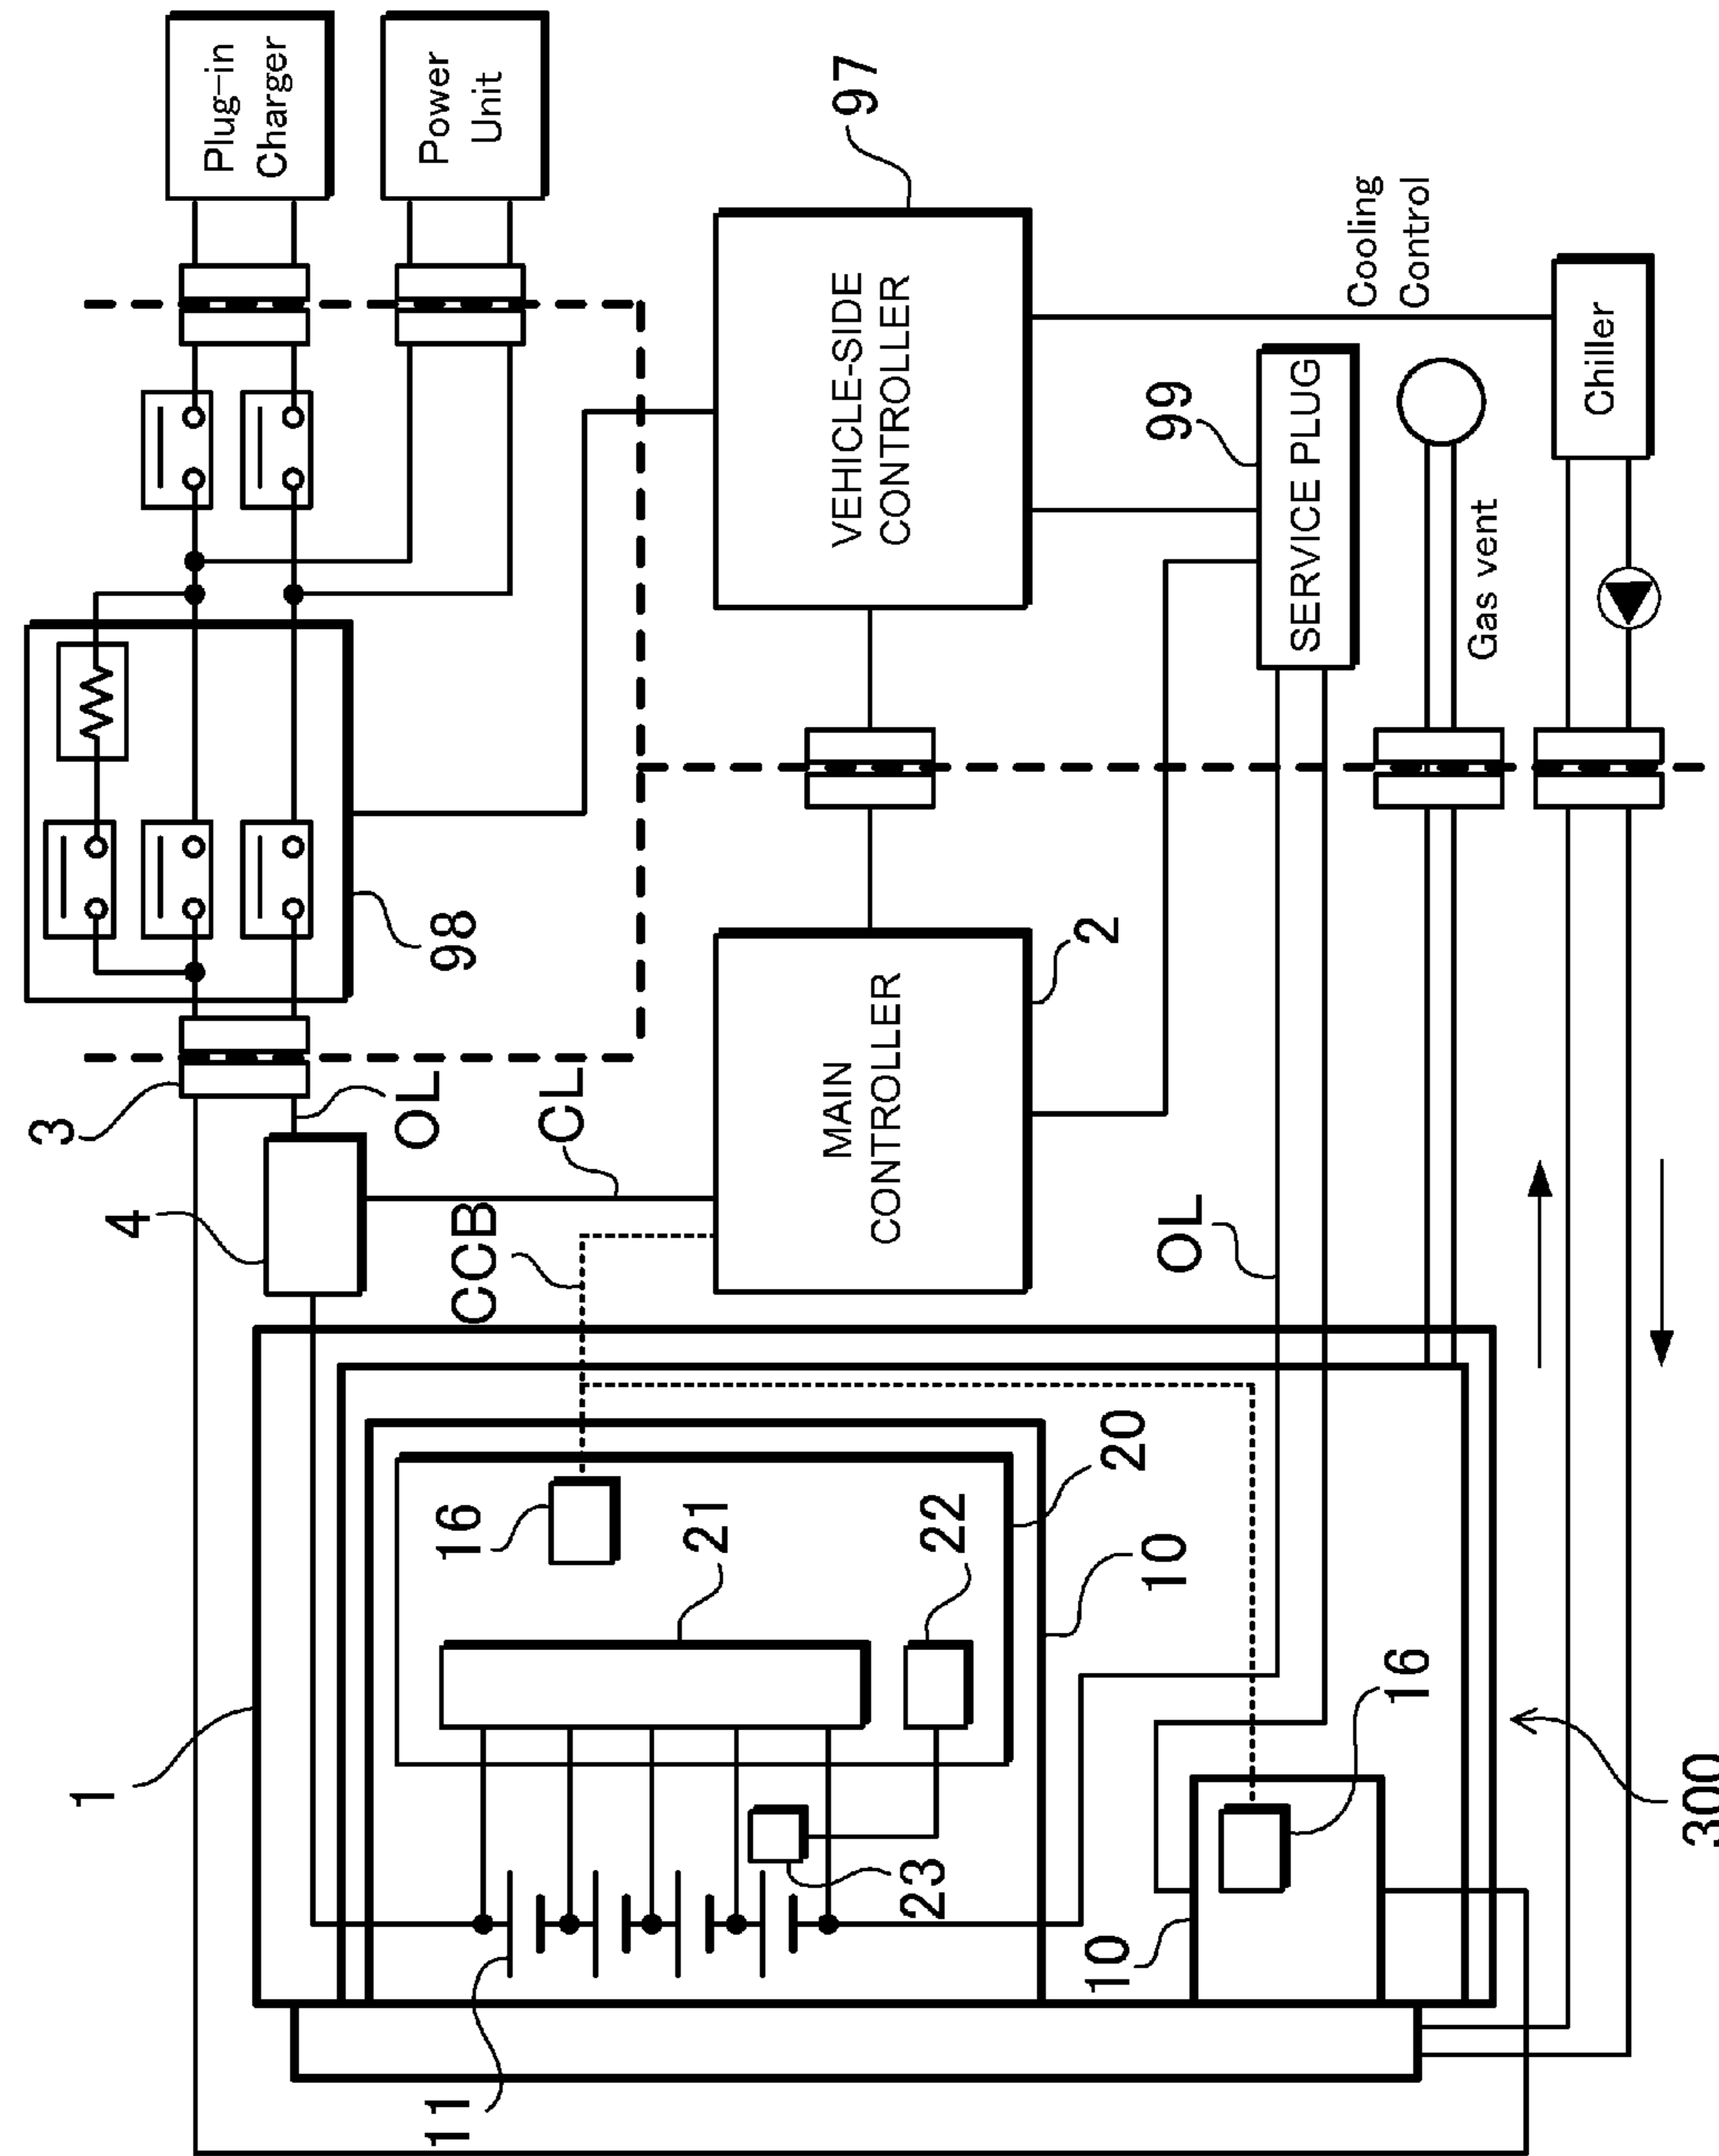 Plug-in
Charger
Power
Unit
98
3
OL
4
CL
CCB
VEHICLE-SIDE
CONTROLLER
97
MAIN
CONTROLLER
2
99
SERVICE PLUG
Cooling
Control
Gas vent
Chiller
OL
1
16
21
20
22
10
23
11
10
16
300